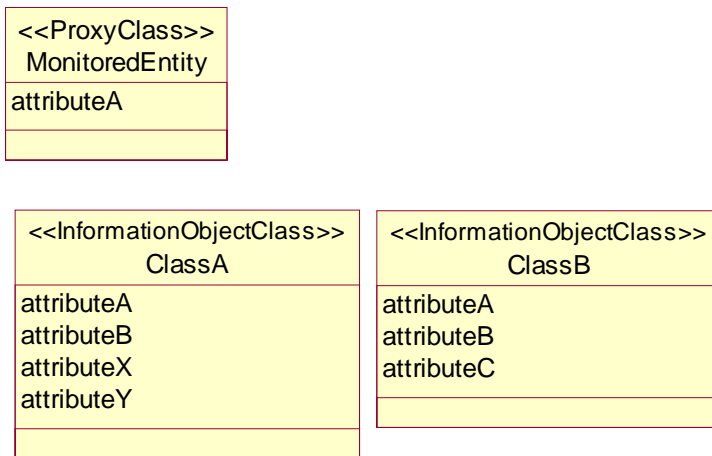 <<ProxyClass>>
MonitoredEntity
attributeA
<<InformationObjectClass>>
ClassA
attributeA
attributeB
attributeX
attributeY
<<InformationObjectClass>>
ClassB
attributeA
attributeB
attributeC